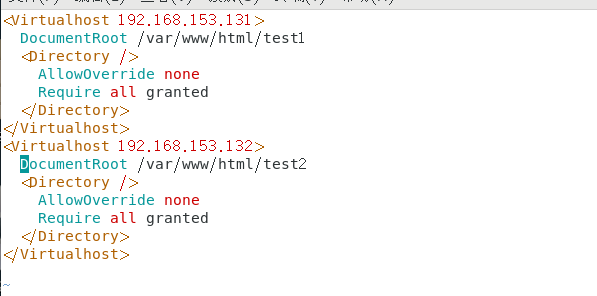 <Virtualhost 192.168.153.131>
  DocumentRoot /var/www/html/test1
  <Directory />
    AllowOverride none
    Require all granted
  </Directory>
</Virtualhost>
<Virtualhost 192.168.153.132>
  DocumentRoot /var/www/html/test2
  <Directory />
    AllowOverride none
    Require all granted
  </Directory>
</Virtualhost>
~